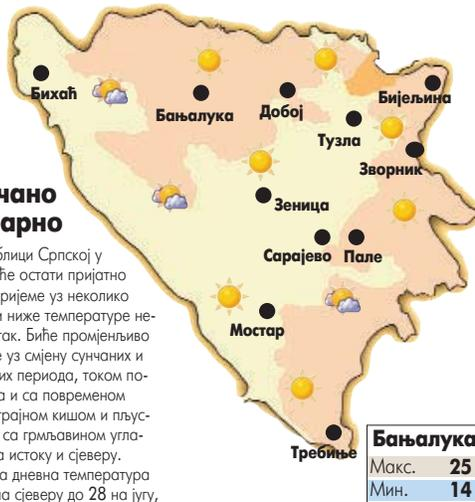 Бихаћ
Бањалука
Добој
Бијељина
Тузла
Зворник
Зеница
Сарајево
Пале
Мостар
Требиње
чано
арно
блици Српској у
ће остати пријатно
ријеме уз неколико
и ниже температуре не-
так. Биће промјенљиво
е уз смјену сунчаних и
их периода, током по-
а и са повременом
трајном кишом и пљус-
са грмљавином угла-
а истоку и сјеверу.
а дневна температура
на сјеверу до 28 на југу,
Бањалука
Макс. 25
Мин. 14